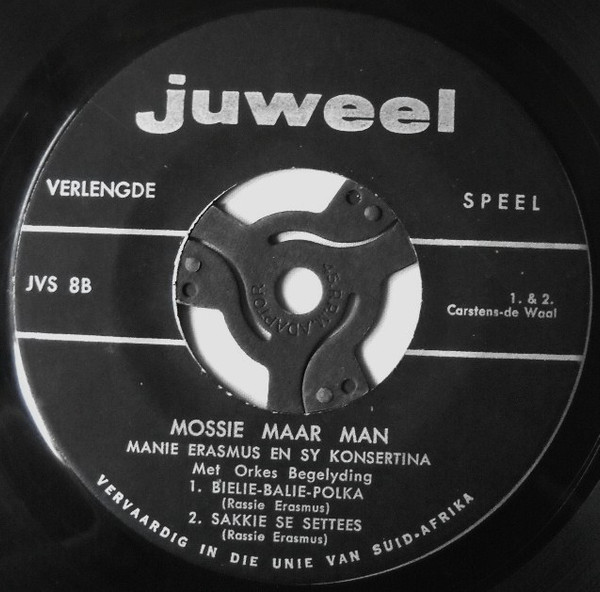 juweel
VERLENGDE
SPEEL
JVS 8B
1. & 2.
Carstens-de Waal
MOSSIE MAAR MAN
MANIE ERASMUS EN SY KONSERTINA
Met Orkes Begelyding
1. BIELIE-BALIE-POLKA
(Rassie Erasmus)
2. SAKKIE SE SETTEES
(Rassie Erasmus)
VERVAARDIG IN DIE UNIE VAN SUID-AFRIKA
ADAPTOR